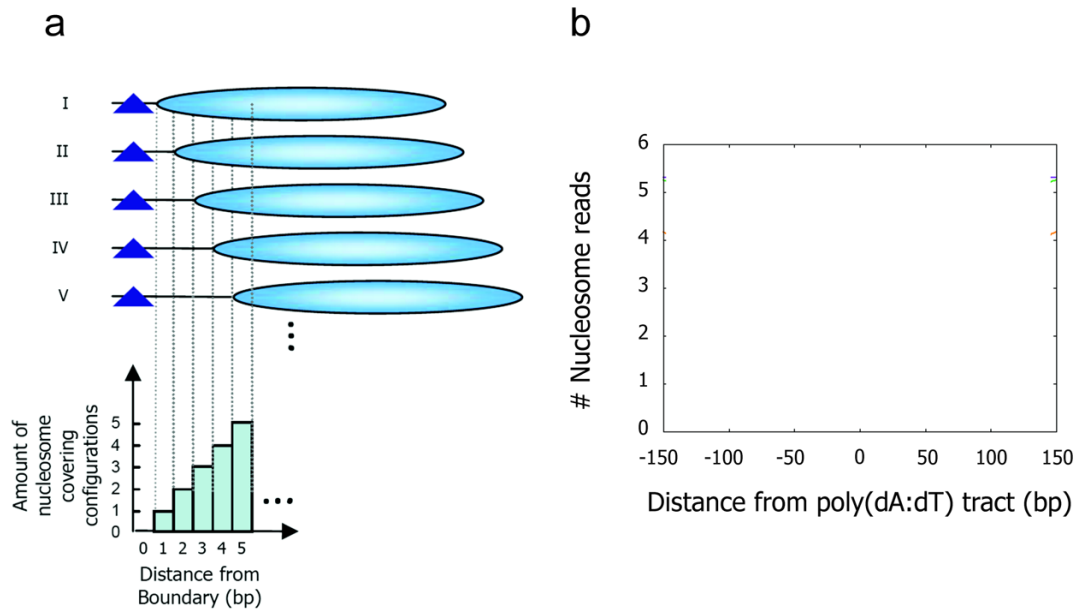 a
I
II
III
IV
V
Amount of
nucleosome
covering
configurations
5
4
3
2
1
0
0 1 2 3 4 5
Distance from
Boundary (bp)
b
# Nucleosome reads
6
5
4
3
2
1
0
-150 -100 -50 0 50 100 150
Distance from poly(dA:dT) tract (bp)